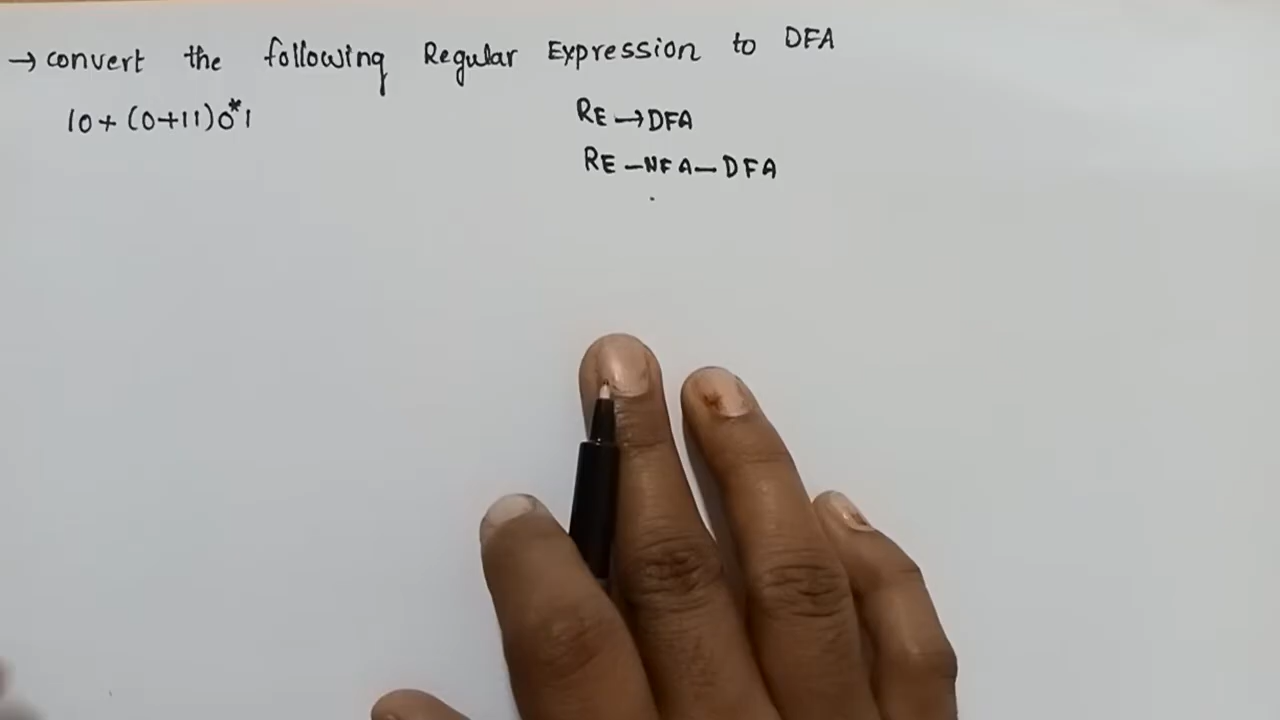 → convert the following Regular Expression to DFA
10+(0+11)0*1
RE→DFA
RE–NFA–DFA